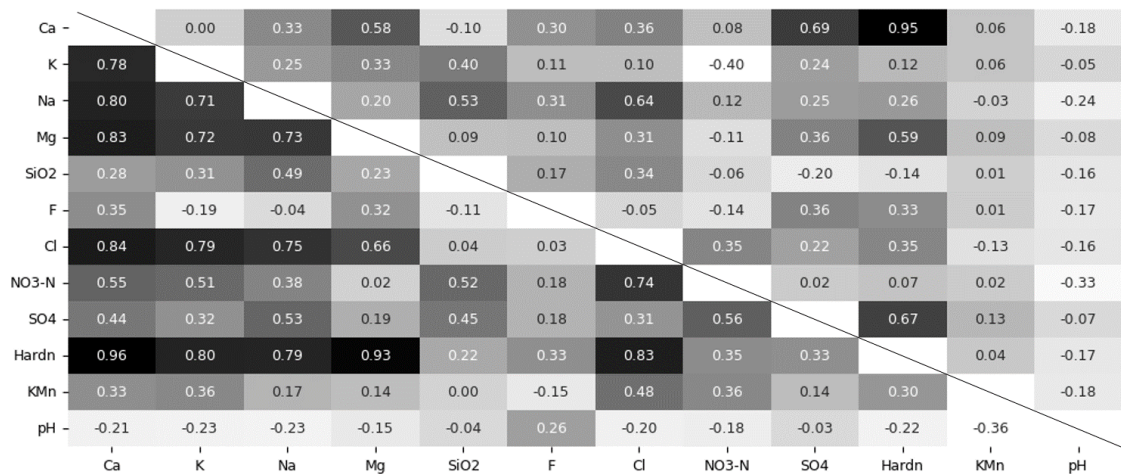 Ca 0.00 0.33 0.58 -0.10 0.30 0.36 0.08 0.69 0.95 0.06 -0.18
K 0.78 0.25 0.33 0.40 0.11 0.10 -0.40 0.24 0.12 0.06 -0.05
Na 0.80 0.71 0.20 0.53 0.31 0.64 0.12 0.25 0.26 -0.03 -0.24
Mg 0.83 0.72 0.73 0.09 0.10 0.31 -0.11 0.36 0.59 0.09 -0.08
SiO2 0.28 0.31 0.49 0.23 0.17 0.34 -0.06 -0.20 -0.14 0.01 -0.16
F 0.35 -0.19 -0.04 0.32 -0.11 -0.05 -0.14 0.36 0.33 0.01 -0.17
Cl 0.84 0.79 0.75 0.66 0.04 0.03 0.35 0.22 0.35 -0.13 -0.16
NO3-N 0.55 0.51 0.38 0.02 0.52 0.18 0.74 0.02 0.07 0.02 -0.33
SO4 0.44 0.32 0.53 0.19 0.45 0.18 0.31 0.56 0.67 0.13 -0.07
Hardn 0.96 0.80 0.79 0.93 0.22 0.33 0.83 0.35 0.33 0.04 -0.17
KMn 0.33 0.36 0.17 0.14 0.00 -0.15 0.48 0.36 0.14 0.30 -0.18
pH -0.21 -0.23 -0.23 -0.15 -0.04 0.26 -0.20 -0.18 -0.03 -0.22 -0.36
Ca K Na Mg SiO2 F Cl NO3-N SO4 Hardn KMn pH